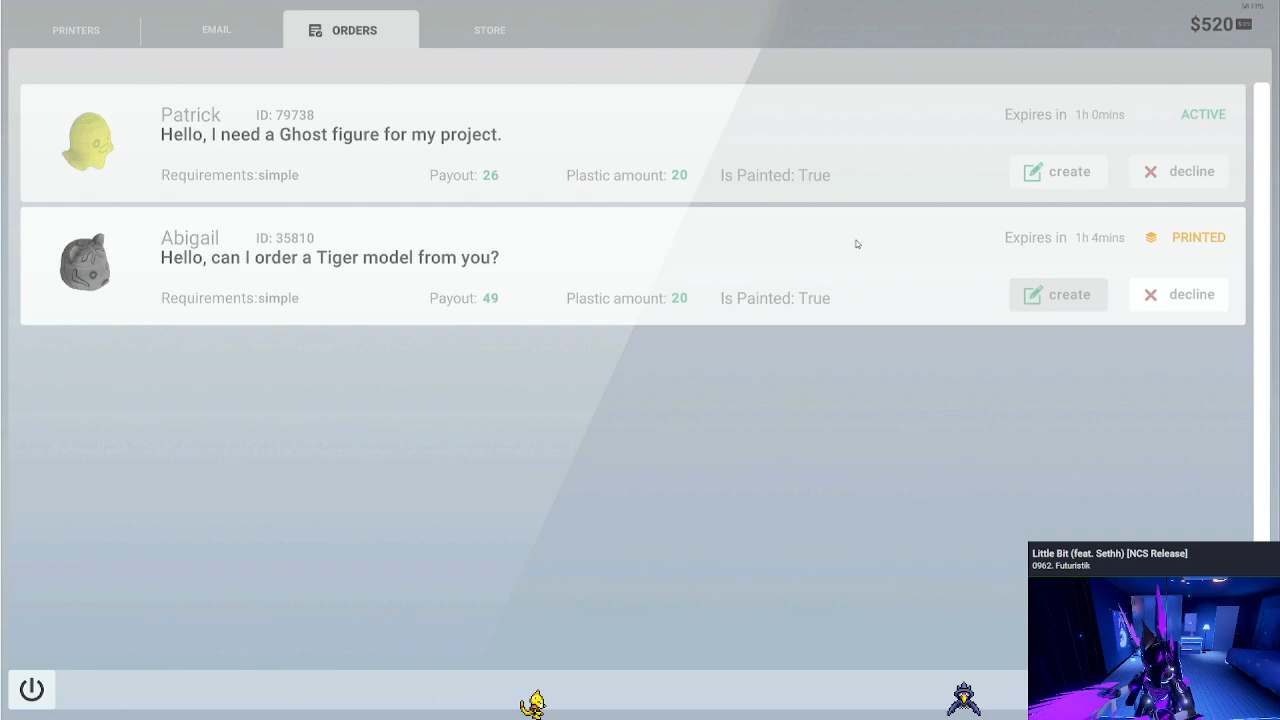 PRINTERS
EMAIL
ORDERS
STORE
$520
Patrick ID: 79738
Hello, I need a Ghost figure for my project.
Requirements:simple Payout: 26 Plastic amount: 20 Is Painted: True
Expires in 1h 0mins ACTIVE
create decline
Abigail ID: 35810
Hello, can I order a Tiger model from you?
Requirements:simple Payout: 49 Plastic amount: 20 Is Painted: True
Expires in 1h 4mins PRINTED
create decline
Little Bit (feat. Sethh) [NCS Release]
0962. Futuristik